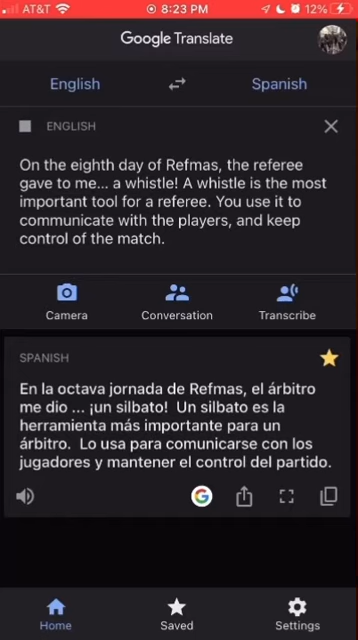 AT&T 8:23 PM 12%
Google Translate
English Spanish
ENGLISH
On the eighth day of Refmas, the referee
gave to me... a whistle! A whistle is the most
important tool for a referee. You use it to
communicate with the players, and keep
control of the match.
Camera Conversation Transcribe
SPANISH
En la octava jornada de Refmas, el árbitro
me dio ... ¡un silbato! Un silbato es la
herramienta más importante para un
árbitro. Lo usa para comunicarse con los
jugadores y mantener el control del partido.
G
Home Saved Settings